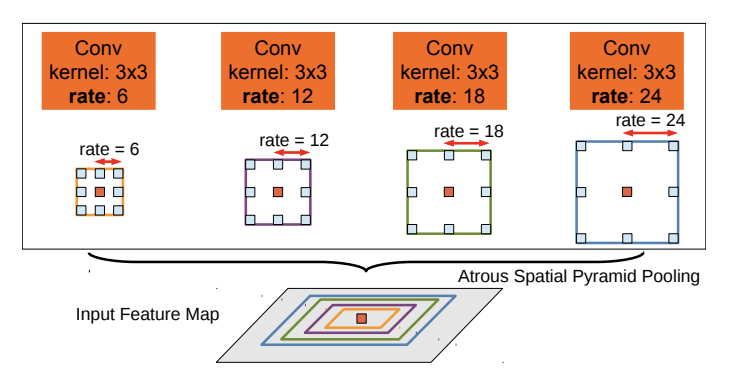 Conv
kernel: 3x3
rate: 6
Conv
kernel: 3x3
rate: 12
Conv
kernel: 3x3
rate: 18
Conv
kernel: 3x3
rate: 24
rate = 6
rate = 12
rate = 18
rate = 24
Atrous Spatial Pyramid Pooling
Input Feature Map